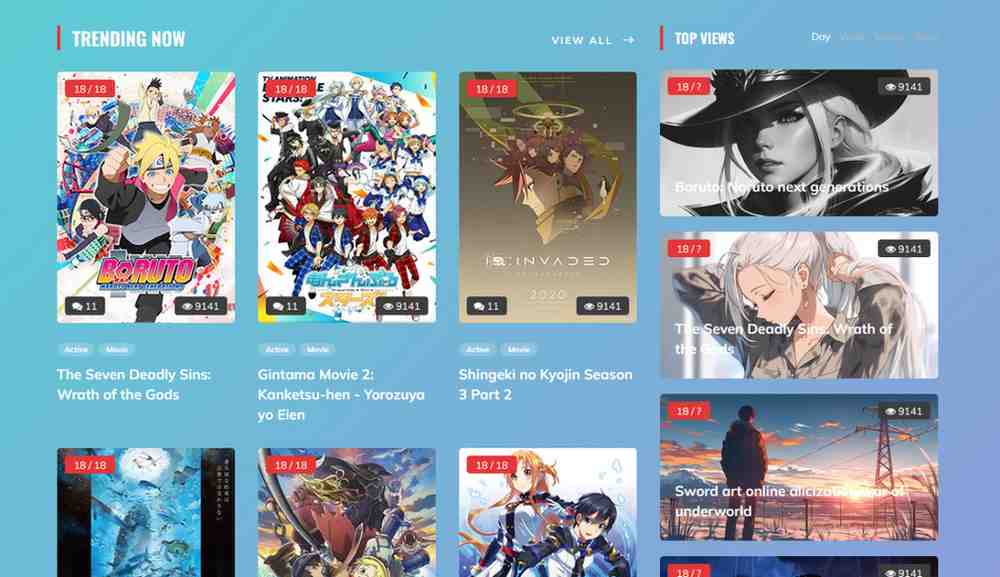 TRENDING NOW
VIEW ALL
TOP VIEWS
Day
18 / 18
BORUTO
11
9141
Active Movie
The Seven Deadly Sins:
Wrath of the Gods
18 / 18
TV ANIMATION
STARS!
11
9141
Active Movie
Gintama Movie 2:
Kanketsu-hen - Yorozuya
yo Eien
18 / 18
ID:INVADED
2020
11
9141
Active Movie
Shingeki no Kyojin Season
3 Part 2
18 / 18
18 / 18
18 / 18
18 / ?
9141
Boruto: Naruto next generations
18 / ?
9141
The Seven Deadly Sins: Wrath of
the Gods
18 / ?
9141
Sword art online alicization war of
underworld
18 / ?
9141